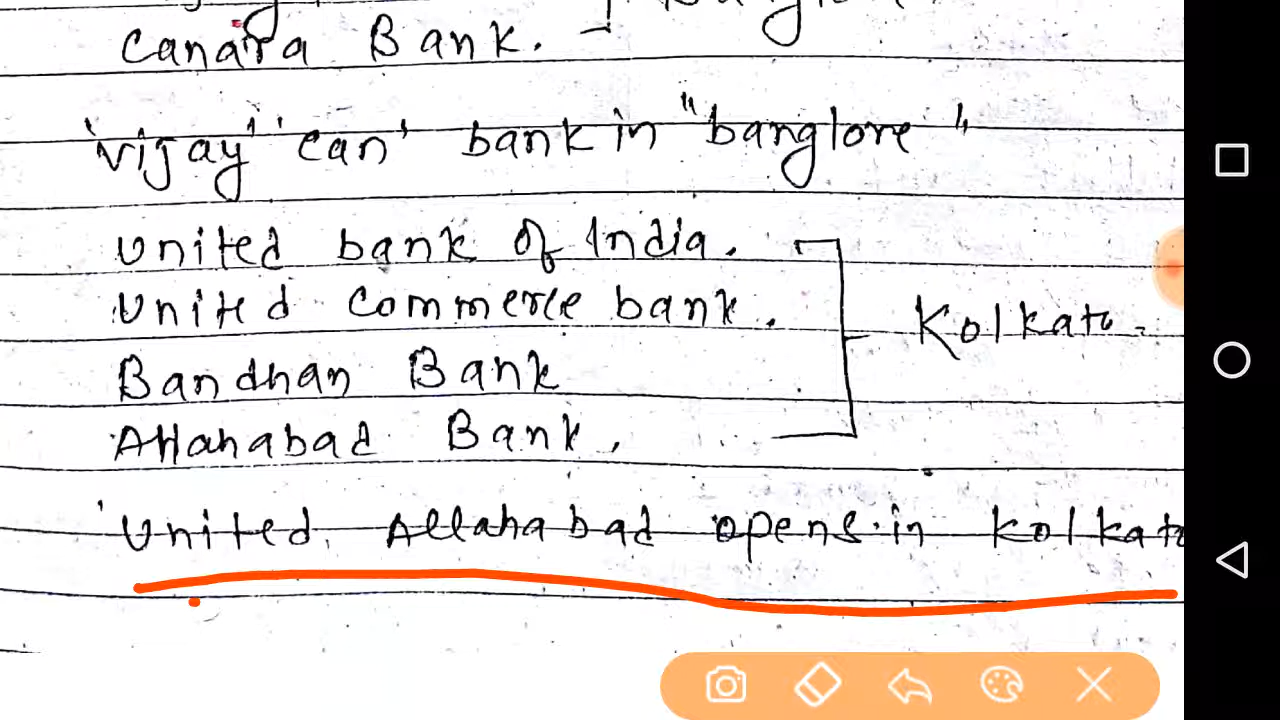 Canara Bank.
'vijay' 'can' bank in "banglore"
United bank of India.
United Commerce bank.
Kolkata
Bandhan Bank
Allahabad Bank.
'United Allahabad opens in Kolkata